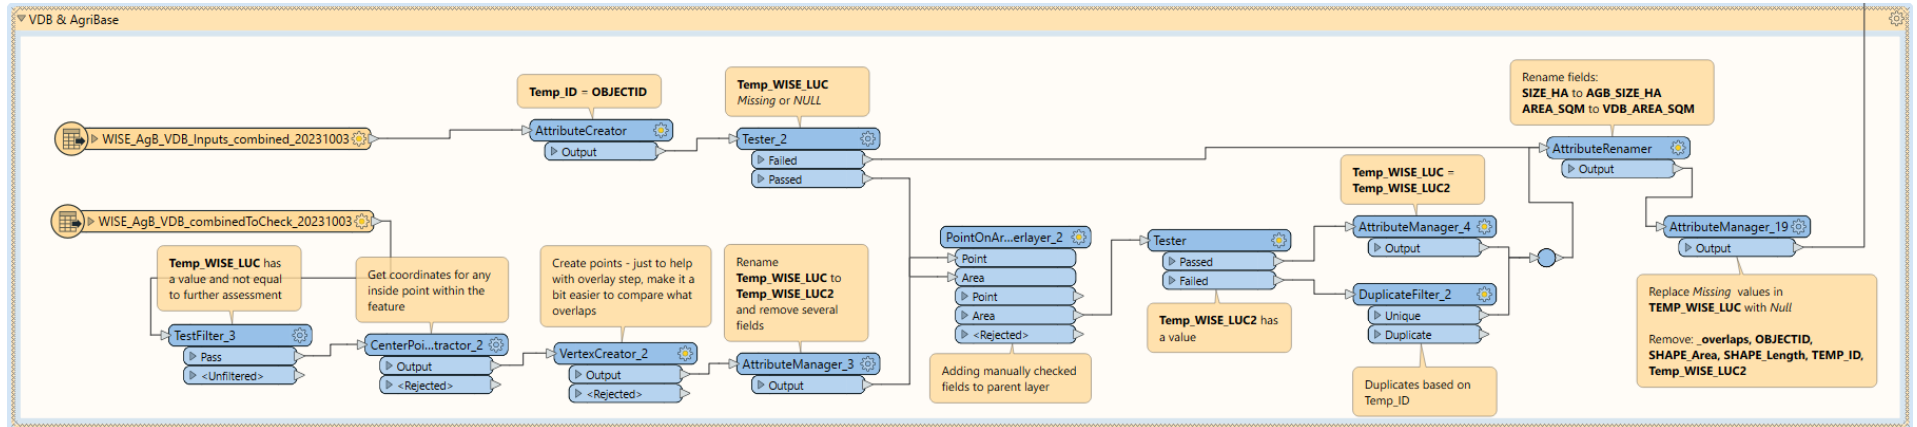 VDB & AgriBase
Temp_ID = OBJECTID
Temp_WISE_LUC
Missing or NULL
Rename fields:
SIZE_HA to AGB_SIZE_HA
AREA_SQM to VDB_AREA_SQM
WISE_AgB_VDB_Inputs_combined_20231003
AttributeCreator
Output
Tester_2
Failed
Passed
AttributeRenamer
Output
Temp_WISE_LUC =
Temp_WISE_LUC2
WISE_AgB_VDB_combinedToCheck_20231003
Temp_WISE_LUC has
a value and not equal
to further assessment
Get coordinates for any
inside point within the
feature
Create points - just to help
with overlay step, make it a
bit easier to compare what
overlaps
Rename
Temp_WISE_LUC to
Temp_WISE_LUC2
and remove several
fields
TestFilter_3
Pass
<Unfiltered>
CenterPoi...tractor_2
Output
<Rejected>
VertexCreator_2
Output
<Rejected>
AttributeManager_3
Output
PointOnAr...erlayer_2
Point
Area
Point
Area
<Rejected>
Adding manually checked
fields to parent layer
Tester
Passed
Failed
Temp_WISE_LUC2 has
a value
AttributeManager_4
Output
DuplicateFilter_2
Unique
Duplicate
Duplicates based on
Temp_ID
AttributeManager_19
Output
Replace Missing values in
TEMP_WISE_LUC with Null
Remove: _overlaps, OBJECTID,
SHAPE_Area, SHAPE_Length, TEMP_ID,
Temp_WISE_LUC2